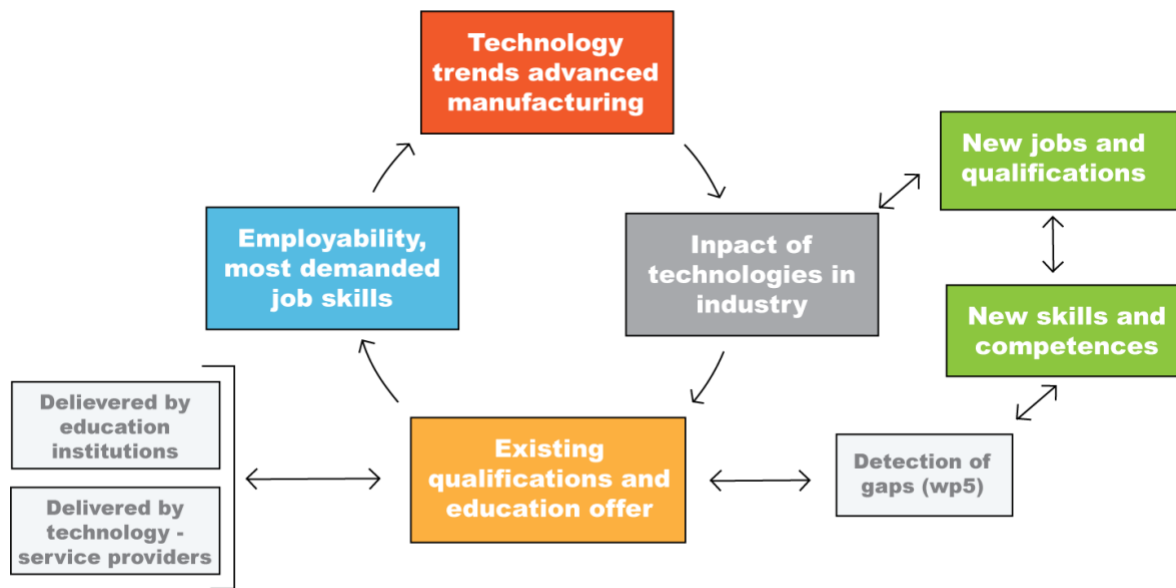 Technology
trends advanced
manufacturing
New jobs and
qualifications
Employability,
most demanded
job skills
Inpact of
technologies in
industry
New skills and
competences
Delievered by
education
institutions
Existing
qualifications and
education offer
Detection of
gaps (wp5)
Delivered by
technology -
service providers